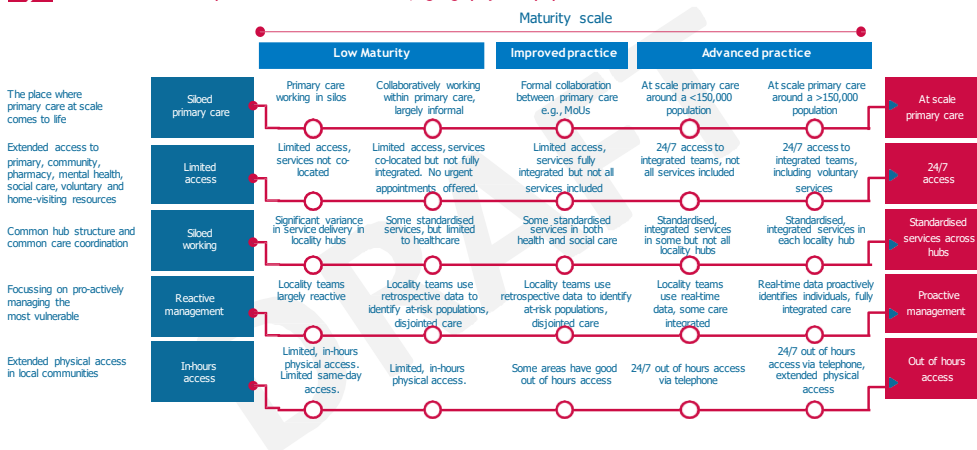 Maturity scale
Low Maturity
Improved practice
Advanced practice
The place where
primary care at scale
comes to life
Siloed
primary care
Primary care
working in silos
Collaboratively working
within primary care,
largely informal
Formal collaboration
between primary care
e.g., MoUs
At scale primary care
around a <150,000
population
At scale primary care
around a >150,000
population
At scale
primary care
Extended access to
primary, community,
pharmacy, mental health,
social care, voluntary and
home-visiting resources
Limited
access
Limited access,
services not co-
located
Limited access, services
co-located but not fully
integrated. No urgent
appointments offered.
Limited access,
services fully
integrated but not all
services included
24/7 access to
integrated teams, not
all services included
24/7 access to
integrated teams,
including voluntary
services
24/7
access
Common hub structure and
common care coordination
Siloed
working
Significant variance
in service delivery in
locality hubs
Some standardised
services, but limited
to healthcare
Some standardised
services in both
health and social care
Standardised,
integrated services
in some but not all
locality hubs
Standardised,
integrated services in
each locality hub
Standardised
services across
hubs
Focussing on pro-actively
managing the
most vulnerable
Reactive
management
Locality teams
largely reactive
Locality teams use
retrospective data to
identify at-risk populations,
disjointed care
Locality teams use
retrospective data to identify
at-risk populations,
disjointed care
Locality teams
use real-time
data, some care
integrated
Real-time data proactively
identifies individuals, fully
integrated care
Proactive
management
Extended physical access
in local communities
In-hours
access
Limited, in-hours
physical access.
Limited same-day
access.
Limited, in-hours
physical access.
Some areas have good
out of hours access
24/7 out of hours access
via telephone
24/7 out of hours
access via telephone,
extended physical
access
Out of hours
access
DRAFT